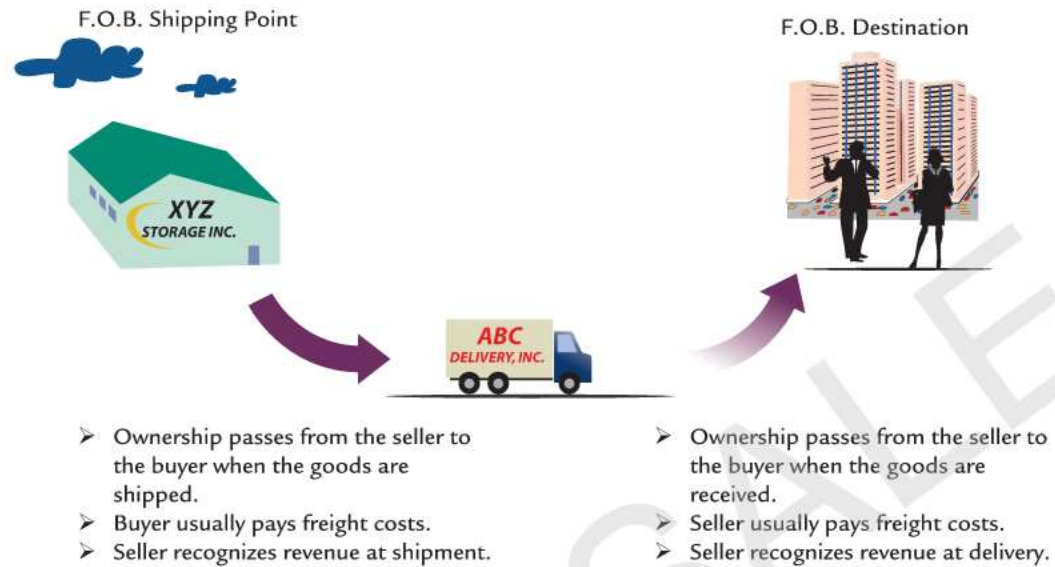 F.O.B. Shipping Point
F.O.B. Destination
XYZ
STORAGE INC.
ABC
DELIVERY, INC.
➤ Ownership passes from the seller to
the buyer when the goods are
shipped.
➤ Buyer usually pays freight costs.
➤ Seller recognizes revenue at shipment.
➤ Ownership passes from the seller to
the buyer when the goods are
received.
➤ Seller usually pays freight costs.
➤ Seller recognizes revenue at delivery.
SALE